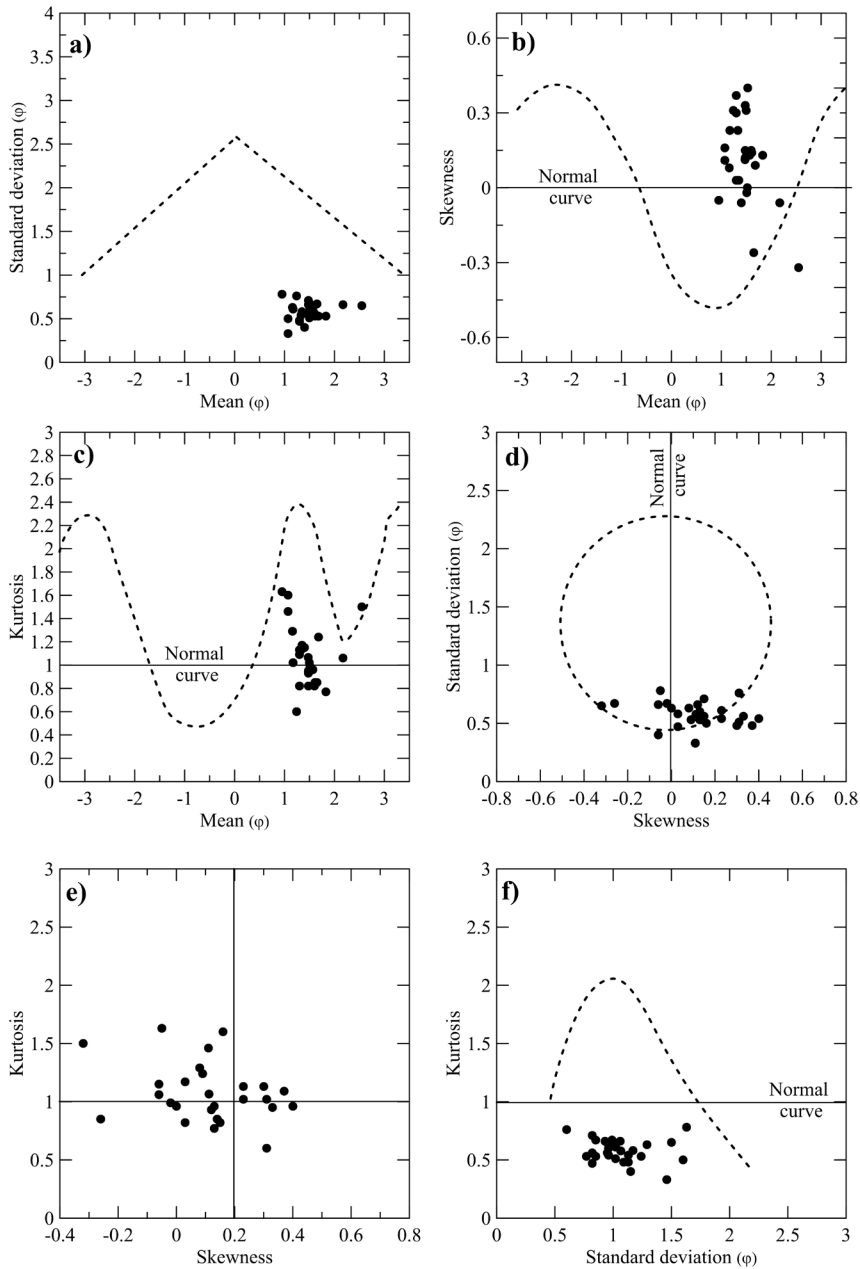 a)
4
3.5
3
2.5
2
1.5
1
0.5
0
Standard deviation (φ)
-3 -2 -1 0 1 2 3
Mean (φ)
b)
0.6
0.3
0
-0.3
-0.6
Skewness
Normal
curve
-3 -2 -1 0 1 2 3
Mean (φ)
c)
3
2.8
2.6
2.4
2.2
2
1.8
1.6
1.4
1.2
1
0.8
0.6
0.4
0.2
0
Kurtosis
Normal
curve
-3 -2 -1 0 1 2 3
Mean (φ)
d)
3
2.5
2
1.5
1
0.5
0
Standard deviation (φ)
Normal
curve
-0.8 -0.6 -0.4 -0.2 0 0.2 0.4 0.6 0.8
Skewness
e)
3
2.5
2
1.5
1
0.5
0
Kurtosis
-0.4 -0.2 0 0.2 0.4 0.6 0.8
Skewness
f)
3
2.5
2
1.5
1
0.5
0
Kurtosis
Normal
curve
0 0.5 1 1.5 2 2.5 3
Standard deviation (φ)